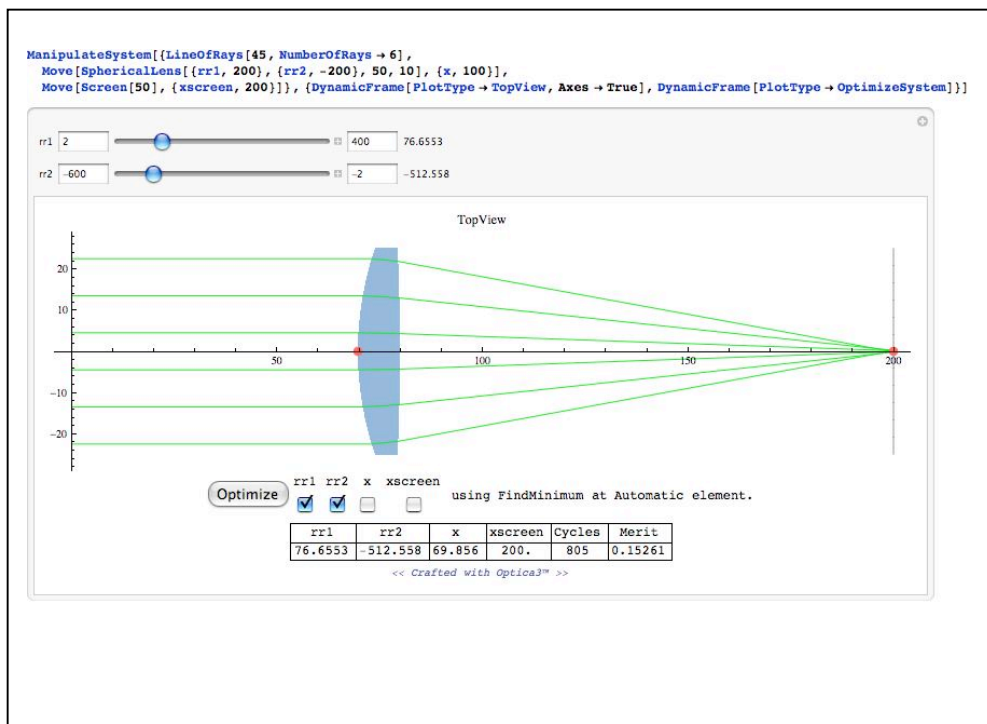 ManipulateSystem[{LineOfRays[45, NumberOfRays → 6],
Move[SphericalLens[{rr1, 200}, {rr2, -200}, 50, 10], {x, 100}],
Move[Screen[50], {xscreen, 200}]}, {DynamicFrame[PlotType → TopView, Axes → True], DynamicFrame[PlotType → OptimizeSystem]}]
rr1 2 400 76.6553
rr2 -600 -2 -512.558
TopView
20
10
50 100 150 200
-10
-20
rr1 rr2 x xscreen
Optimize using FindMinimum at Automatic element.
rr1 rr2 x xscreen Cycles Merit
76.6553 -512.558 69.856 200. 805 0.15261
<< Crafted with Optica3™ >>